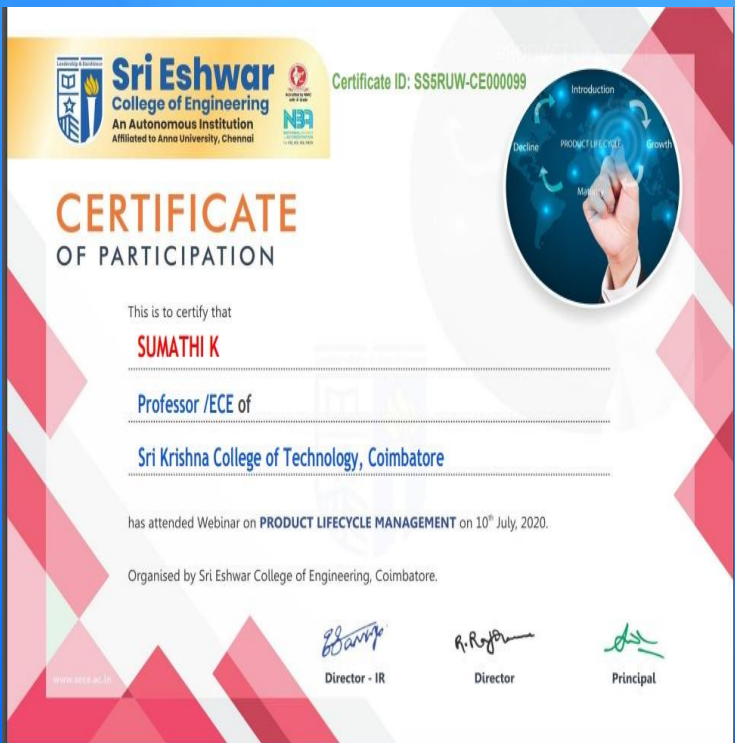 Leadership & Excellence
Sri Eshwar
College of Engineering
An Autonomous Institution
Affiliated to Anna University, Chennai
NBA
Certificate ID: SS5RUW-CE000099
Introduction
Decline
PRODUCT LIFE CYCLE
Growth
CERTIFICATE
OF PARTICIPATION
This is to certify that
SUMATHI K
Professor /ECE of
Sri Krishna College of Technology, Coimbatore
has attended Webinar on PRODUCT LIFECYCLE MANAGEMENT on 10th July, 2020.
Organised by Sri Eshwar College of Engineering, Coimbatore.
Director - IR
Director
Principal
www.sece.ac.in